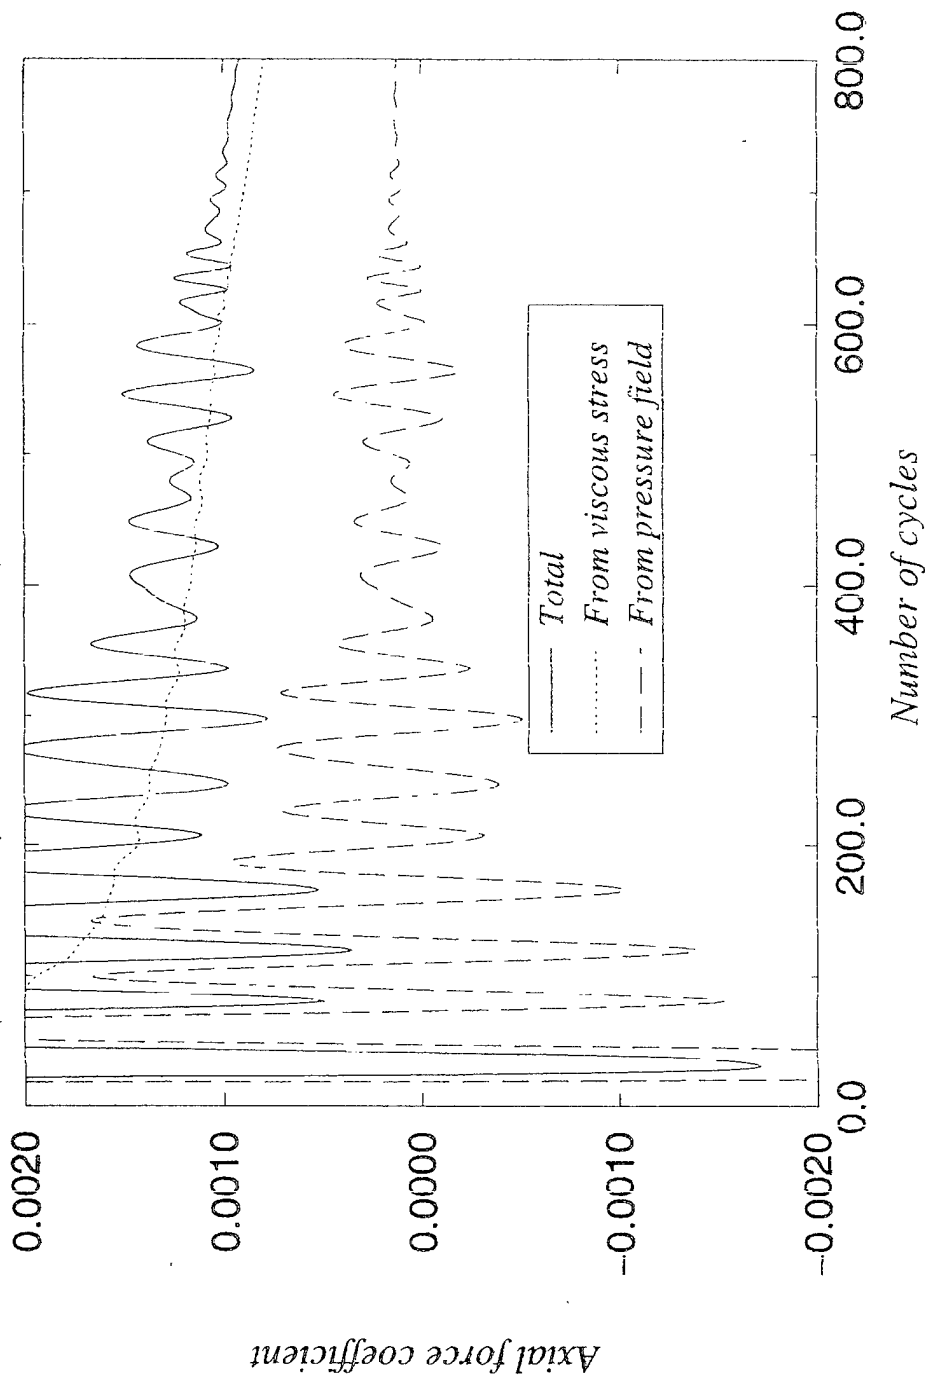 Axial force coefficient
0.0020
0.0010
0.0000
-0.0010
-0.0020
Total
From viscous stress
From pressure field
0.0
200.0
400.0
600.0
800.0
Number of cycles